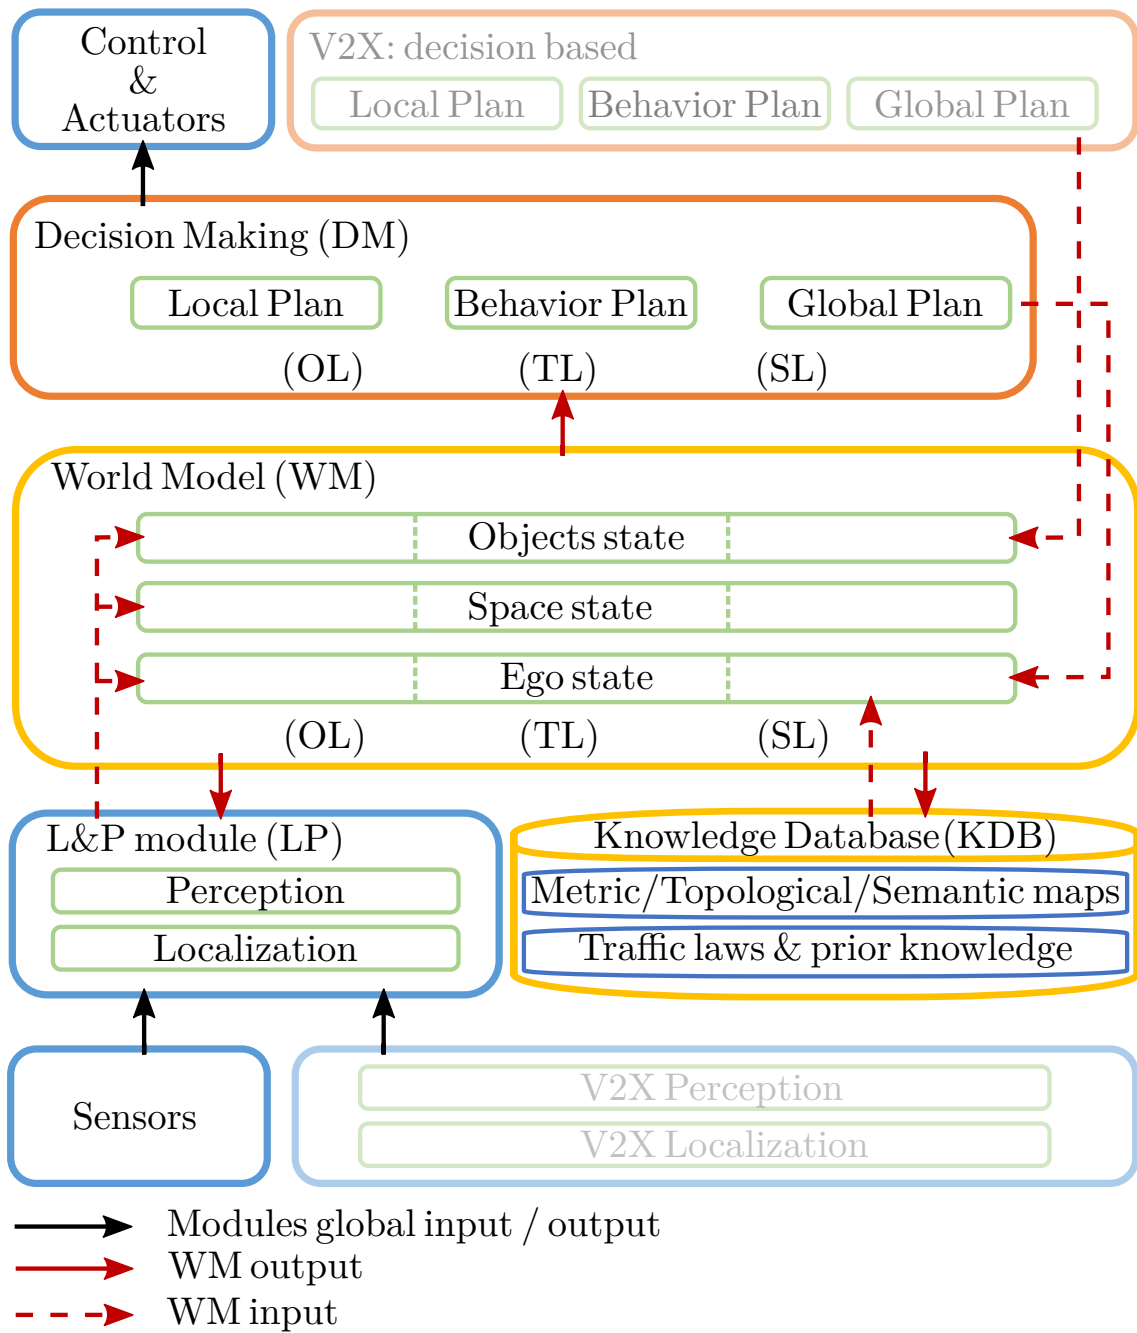 Control
&
Actuators
V2X: decision based
Local Plan
Behavior Plan
Global Plan
Decision Making (DM)
Local Plan
Behavior Plan
Global Plan
(OL)
(TL)
(SL)
World Model (WM)
Objects state
Space state
Ego state
(OL)
(TL)
(SL)
L&P module (LP)
Perception
Localization
Knowledge Database(KDB)
Metric/Topological/Semantic maps
Traffic laws & prior knowledge
Sensors
V2X Perception
V2X Localization
Modules global input / output
WM output
WM input